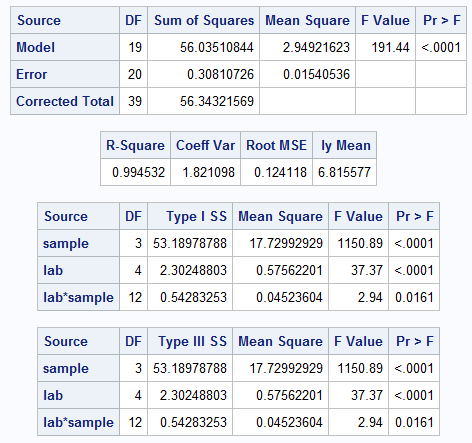 Source DF Sum of Squares Mean Square F Value Pr > F
Model 19 56.03510844 2.94921623 191.44 <.0001
Error 20 0.30810726 0.01540536
Corrected Total 39 56.34321569
R-Square Coeff Var Root MSE ly Mean
0.994532 1.821098 0.124118 6.815577
Source DF Type I SS Mean Square F Value Pr > F
sample 3 53.18978788 17.72992929 1150.89 <.0001
lab 4 2.30248803 0.57562201 37.37 <.0001
lab*sample 12 0.54283253 0.04523604 2.94 0.0161
Source DF Type III SS Mean Square F Value Pr > F
sample 3 53.18978788 17.72992929 1150.89 <.0001
lab 4 2.30248803 0.57562201 37.37 <.0001
lab*sample 12 0.54283253 0.04523604 2.94 0.0161